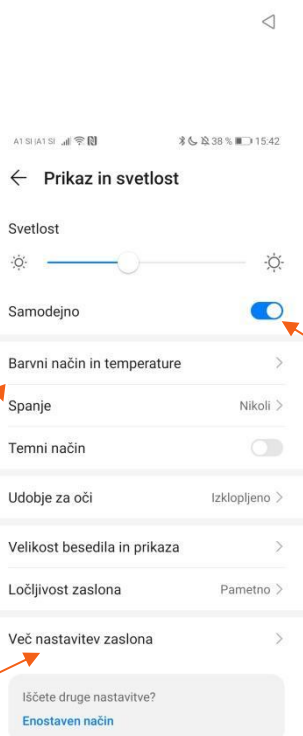 A1 SI |A1 SI 38 % 15:42
Prikaz in svetlost
Svetlost
Samodejno
Barvni način in temperature
Spanje Nikoli
Temni način
Udobje za oči Izklopljeno
Velikost besedila in prikaza
Ločljivost zaslona Pametno
Več nastavitev zaslona
Iščete druge nastavitve?
Enostaven način